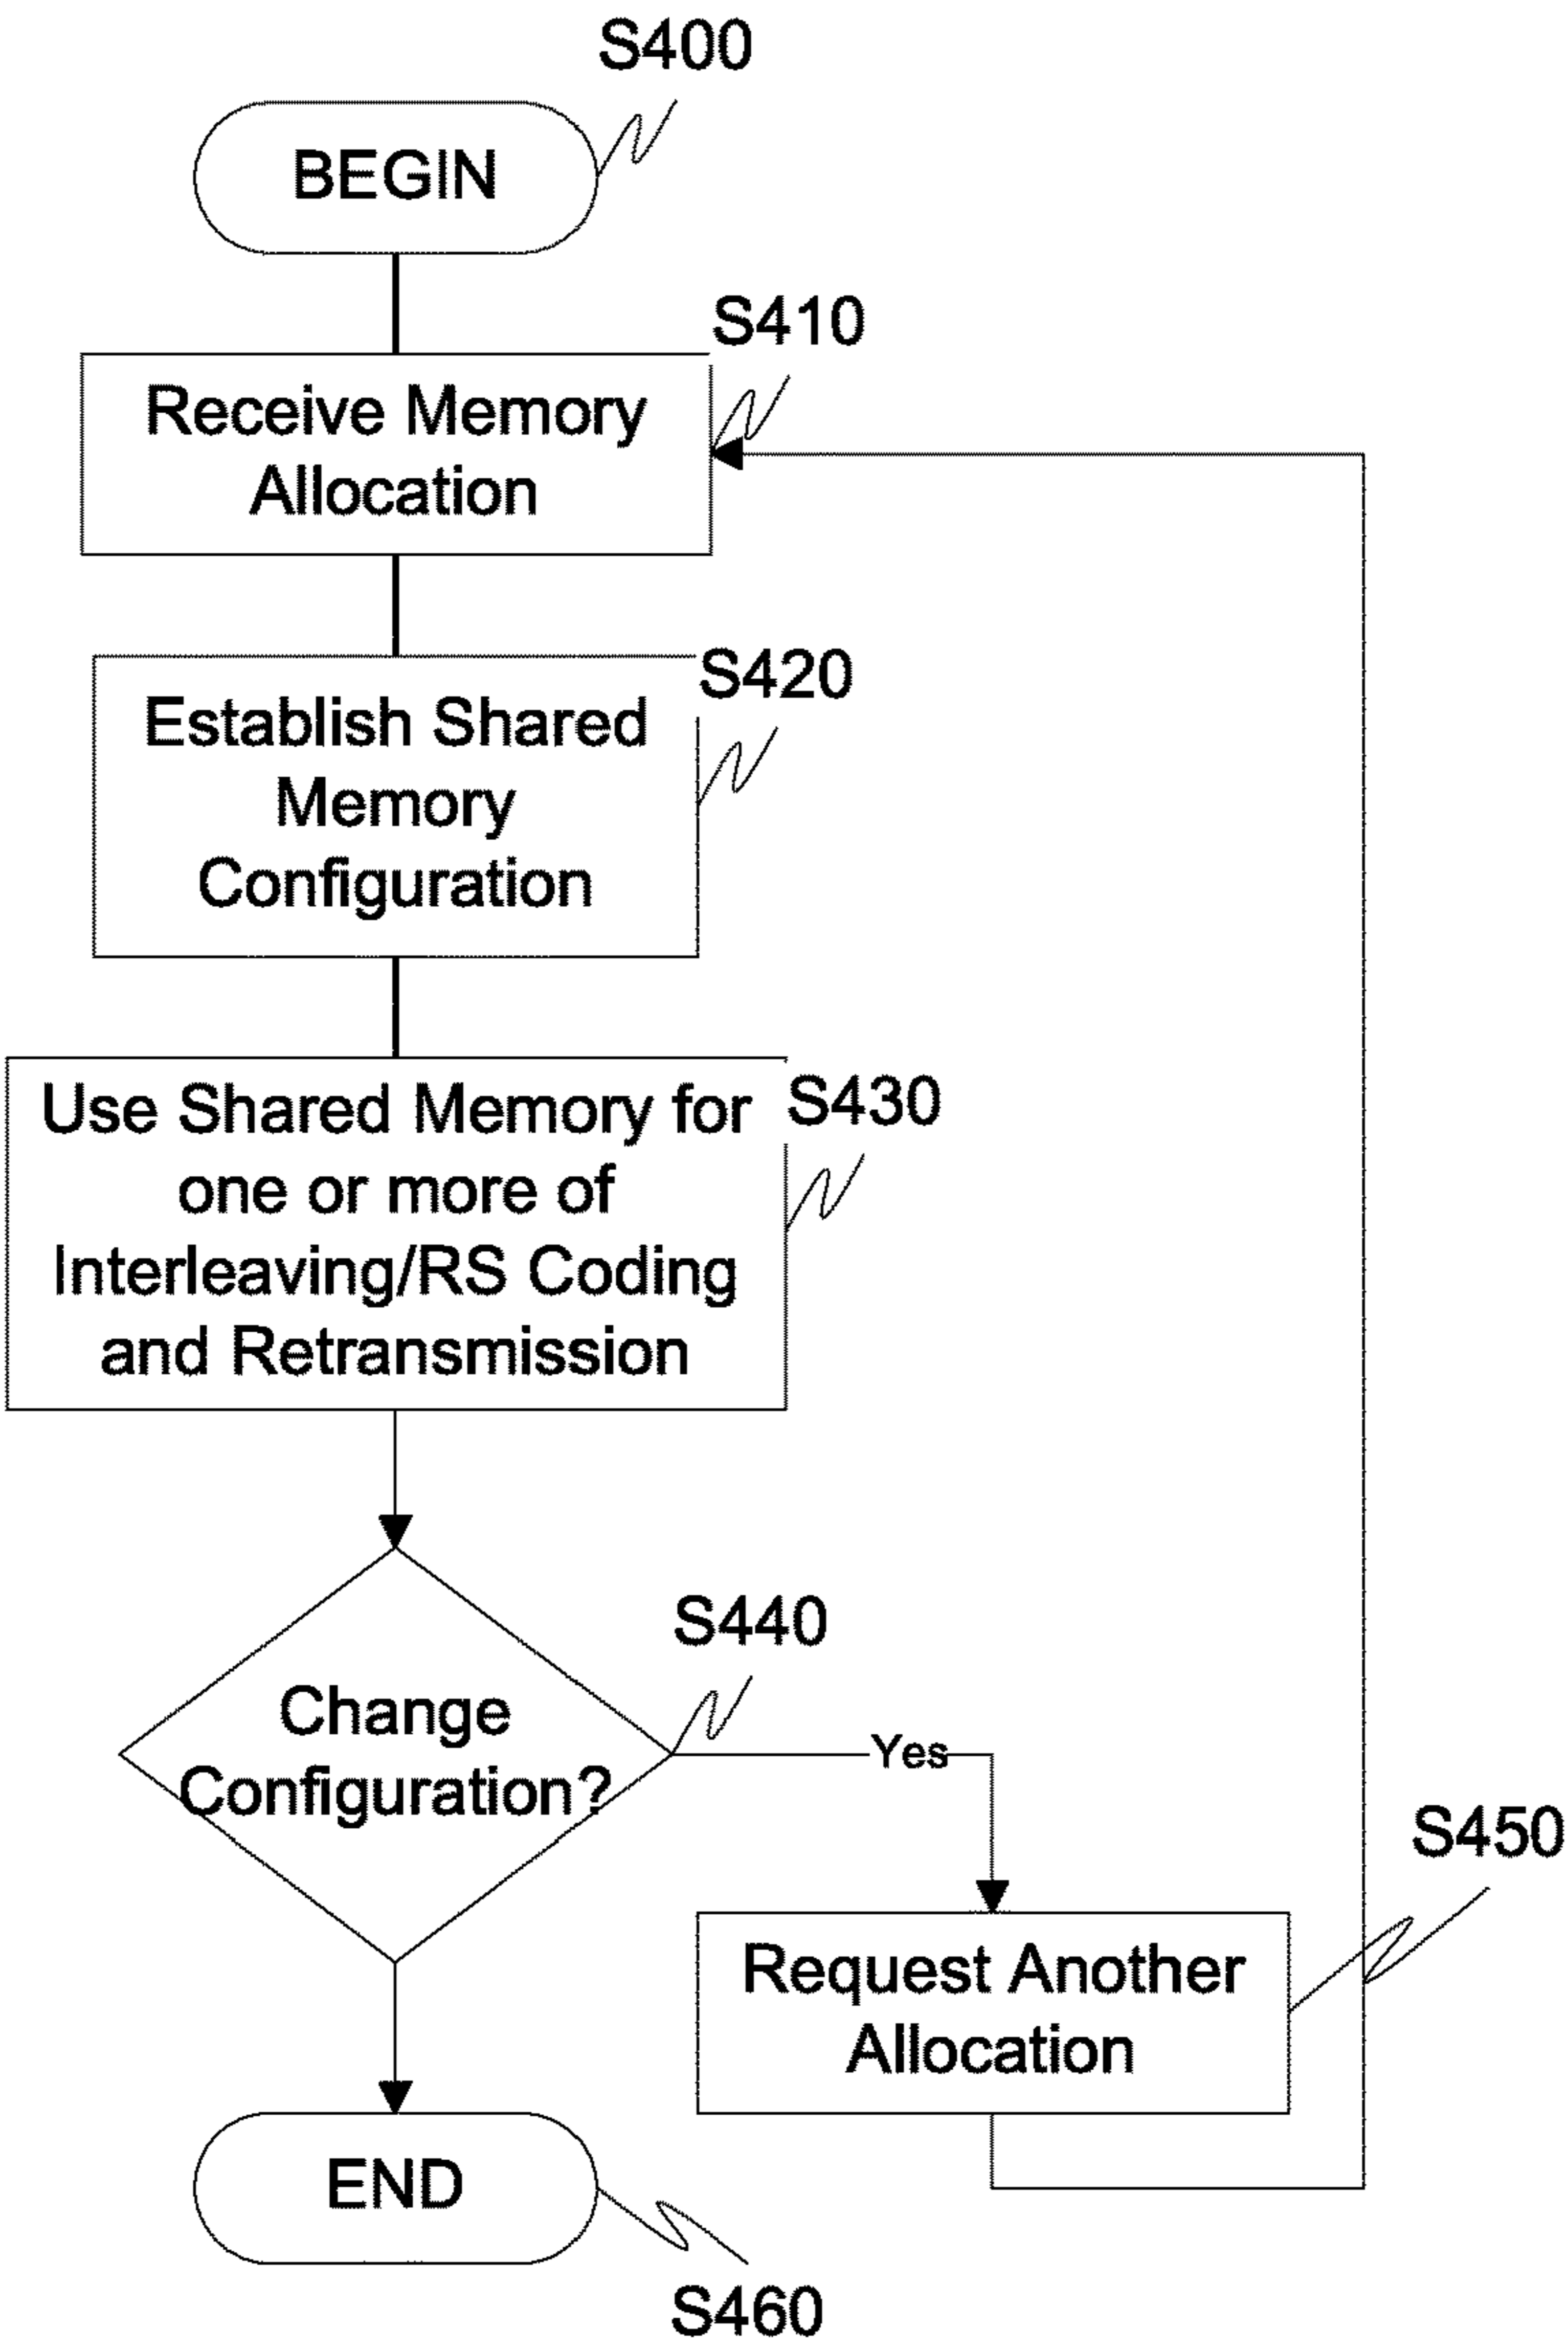 S400
BEGIN
S410
Receive Memory
Allocation
S420
Establish Shared
Memory
Configuration
S430
Use Shared Memory for
one or more of
Interleaving/RS Coding
and Retransmission
S440
Change
Configuration?
Yes
S450
Request Another
Allocation
END
S460